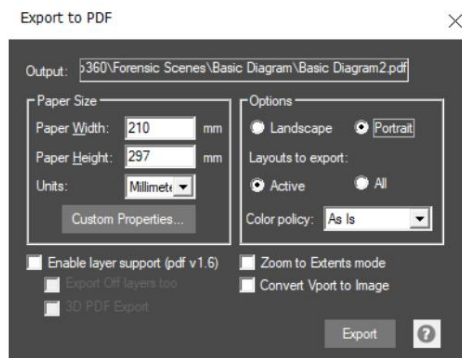 Export to PDF
Output: ɔ360\Forensic Scenes\Basic Diagram\Basic Diagram2.pdf
Paper Size
Paper Width: 210 mm
Paper Height: 297 mm
Units: Millimete
Custom Properties...
Options
Landscape Portrait
Layouts to export:
Active All
Color policy: As Is
Enable layer support (pdf v1.6)
Export Off layers too
3D PDF Export
Zoom to Extents mode
Convert Vport to Image
Export ?